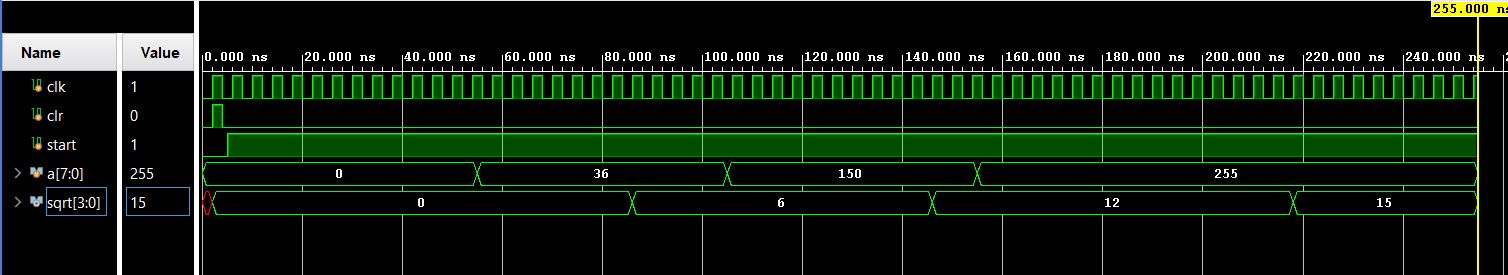 255.000 ns
Name Value
0.000 ns 20.000 ns 40.000 ns 60.000 ns 80.000 ns 100.000 ns 120.000 ns 140.000 ns 160.000 ns 180.000 ns 200.000 ns 220.000 ns 240.000 ns
clk 1
clr 0
start 1
a[7:0] 255 0 36 150 255
sqrt[3:0] 15 0 6 12 15